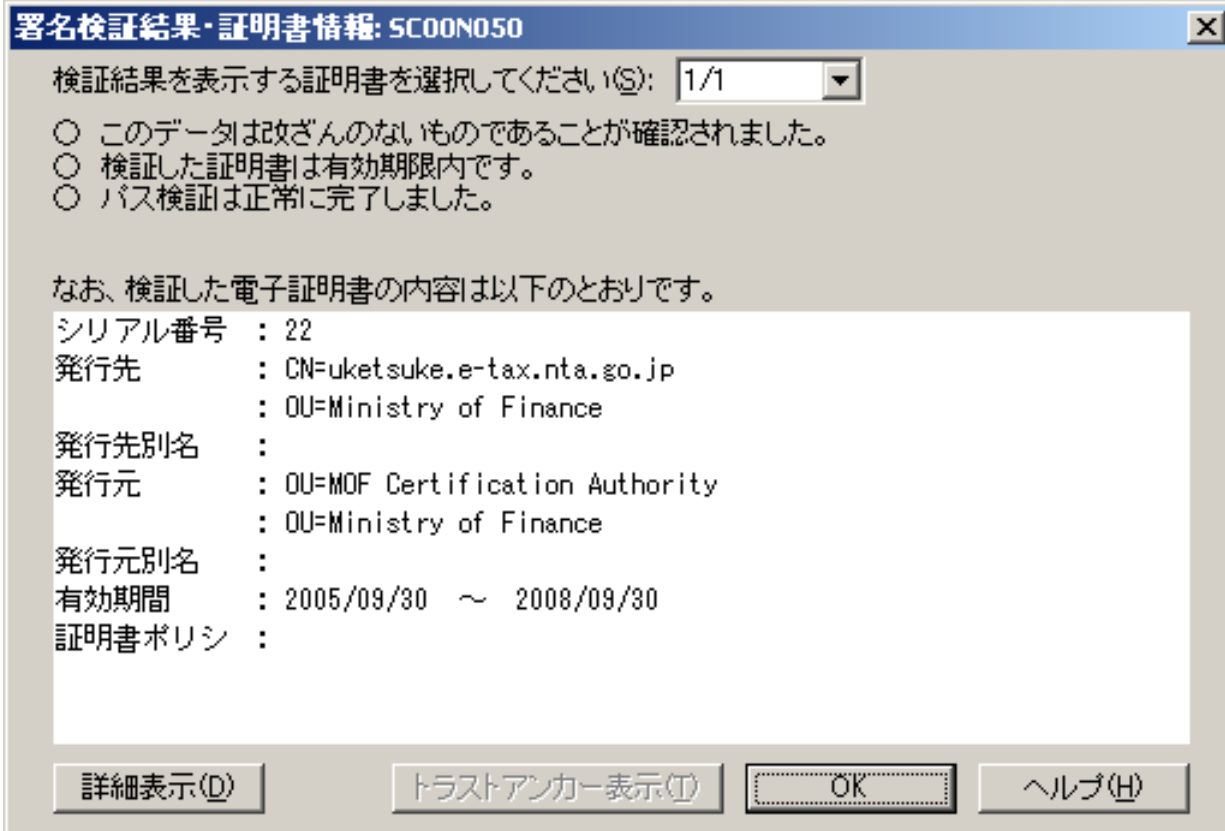 署名検証結果・証明書情報: SC00N050
検証結果を表示する証明書を選択してください(S): 1/1
○ このデータは改ざんのないものであることが確認されました。
○ 検証した証明書は有効期限内です。
○ パス検証は正常に完了しました。
なお、検証した電子証明書の内容は以下のとおりです。
シリアル番号 : 22
発行先 : CN=uketsuke.e-tax.nta.go.jp
: OU=Ministry of Finance
発行先別名 :
発行元 : OU=MOF Certification Authority
: OU=Ministry of Finance
発行元別名 :
有効期間 : 2005/09/30 ～ 2008/09/30
証明書ポリシ :
詳細表示(D) トラストアンカー表示(T) OK ヘルプ(H)